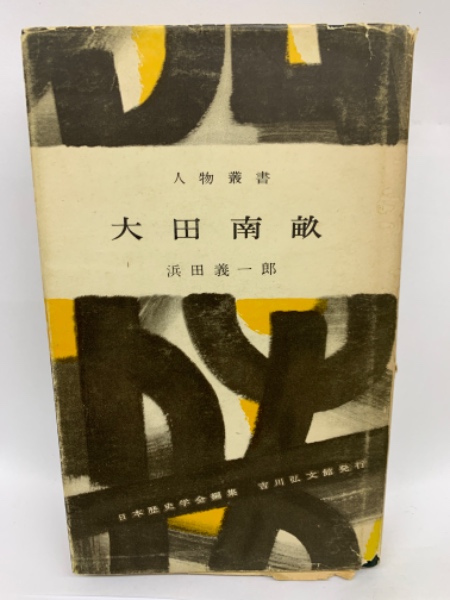 人物叢書
大田南畝
浜田義一郎
日本歴史学会編集 吉川弘文館発行